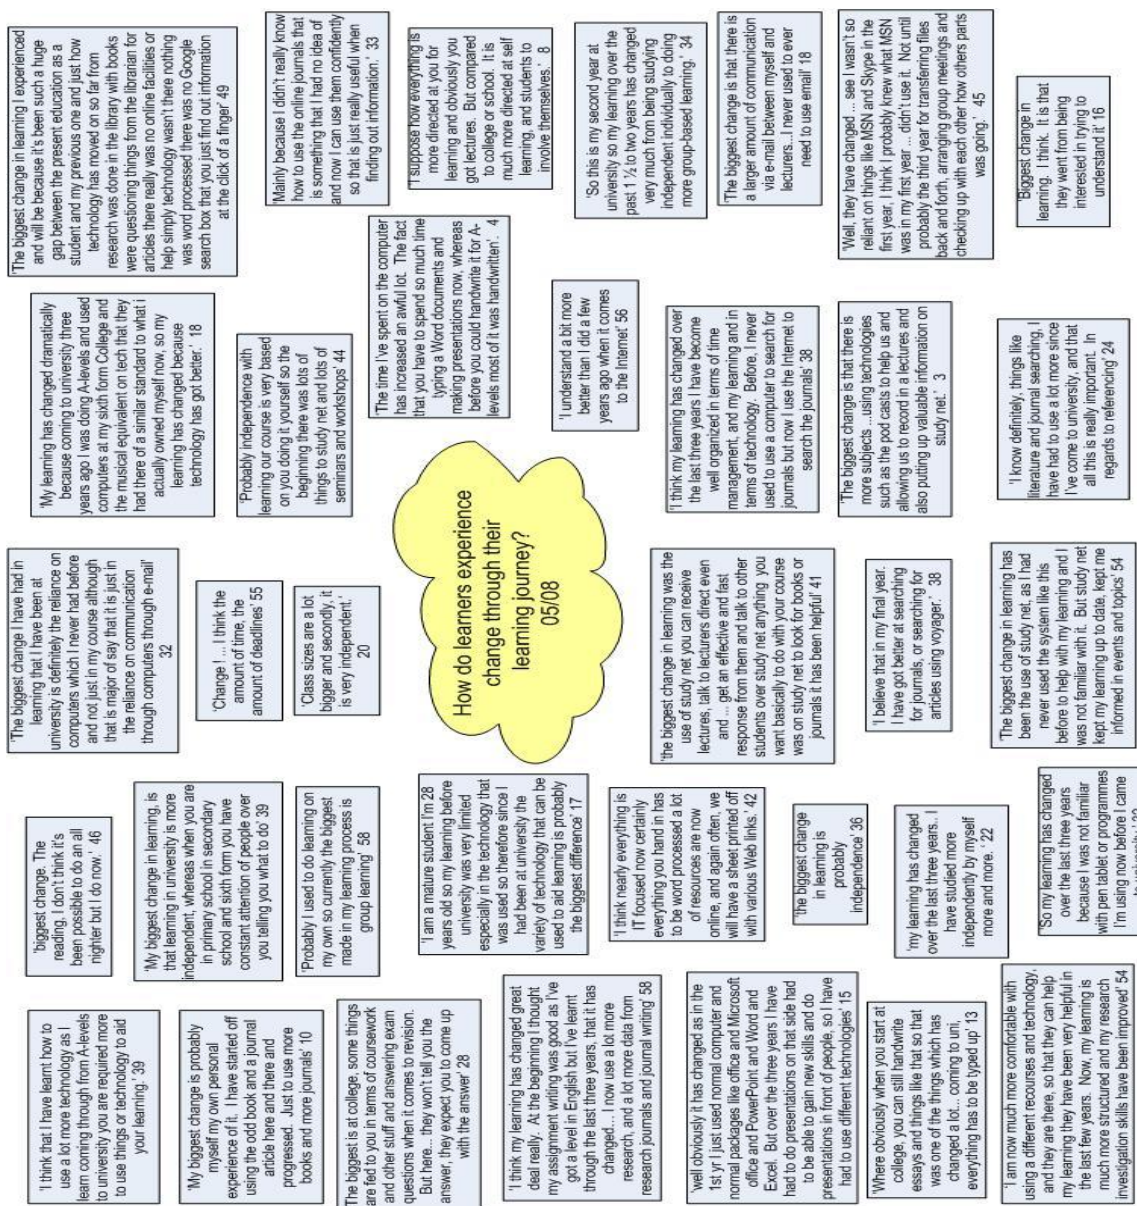 'I think that I have learnt how to
use a lot more technology as I
learn coming through from A-levels
to university you are required more
to use things or technology to aid
your learning.' 39
'My biggest change is probably
myself my own personal
experience of it. I have started off
using the odd book and a journal
article here and there and
progressed. Just to use more
books and more journals' 10
The biggest is at college, some things
are fed to you in terms of coursework
and other stuff and answering exam
questions when it comes to revision.
But here... they won't tell you the
answer, they expect you to come up
with the answer' 28
'I think my learning has changed great
deal really. At the beginning I thought
my assignment writing was good as I've
got a level in English but I've learnt
through the last three years, that it has
changed... I now use a lot more
research, and a lot more data from
research journals and journal writing' 58
'well obviously it has changed as in the
1st yr I just used normal computer and
normal packages like office and Microsoft
office and PowerPoint and Word and
Excel. But over the three years I have
had to do presentations on that side had
to be able to gain new skills and do
presentations in front of people, so I have
had to use different technologies' 15
'Where obviously when you start at
college, you can still handwrite
essays and things like that so that
was one of the things which has
changed a lot... coming to uni,
everything has to be typed up' 13
'I am now much more comfortable with
using a different recourses and technology,
and they are there, so that they can help
my learning they have been very helpful in
the last few years. Now, my learning is
much more structured and my research
investigation skills have been improved' 54
'biggest change. The
reading. I don't think it's
been possible to do an all
nighter but I do now.' 46
'My biggest change in learning, is
that learning in university is more
independent, whereas when you are
in primary school in secondary
school and sixth form you have
constant attention of people over
you telling you what to do' 39
'Probably I used to do learning on
my own so currently the biggest
made in my learning process is
group learning' 58
'I am a mature student I'm 28
years old so my learning before
university was very limited
especially in the technology that
was used so therefore since I
had been at university the
variety of technology that can be
used to aid learning is probably
the biggest difference' 17
'I think nearly everything is
IT focused now certainly
everything you hand in has
to be word processed a lot
of resources are now
online, and again often, we
will have a sheet printed off
with various Web links.' 42
'the biggest change
in learning is
probably
independence' 36
'my learning has changed
over the last three years.. I
have studied more
independently by myself
more and more. ' 22
'So my learning has changed
over the last three years
because I was not familiar
with pest tablet or programmes
I'm using now before I came
'The biggest change I have had in
learning that I have been at
university is definitely the reliance on
computers which I never had before
and not just in my course although
that is major of say that it is just in
the reliance on communication
through computers through e-mail'
32
'Change I ... I think the
amount of time, the
amount of deadlines' 55
'Class sizes are a lot
bigger and secondly, it
is very independent.'
20
How do learners experience
change through their
learning journey?
05/08
'the biggest change in learning was the
use of study net you can receive
lectures, talk to lecturers direct even
and ... get an effective and fast
response from them and talk to other
students over study net anything you
want basically to do with your course
was on study net to look for books or
journals it has been helpful' 41
'I believe that in my final year.
I have got better at searching
for journals, or searching for
articles using voyager.' 38
'The biggest change in learning has
been the use of study net, as I had
never used the system like this
before to help with my learning and I
was not familiar with it. But study net
kept my learning up to date, kept me
informed in events and topics' 54
'My learning has changed dramatically
because coming to university three
years ago I was doing A-levels and used
computers at my sixth form College and
the musical equivalent on tech that they
had there of a similar standard to what i
actually owned myself now, so my
learning has changed because
technology has got better.' 18
'Probably independence with
learning our course is very based
on you doing it yourself so the
beginning there was lots of
things to study net and lots of
seminars and workshops' 44
'The time I've spent on the computer
has increased an awful lot. The fact
that you have to spend so much time
typing a Word documents and
making presentations now, whereas
before you could handwrite it for A-
levels most of it was handwritten'. 4
'I understand a bit more
better than I did a few
years ago when it comes
to the Internet' 56
'I think my learning has changed over
the last three years I have become
well organized in terms of time
management, and my learning and in
terms of technology. Before, I never
used to use a computer to search for
journals but now I use the Internet to
search the journals' 38
'The biggest change is that there is
more subjects ...using technologies
such as the pod casts to help us and
allowing us to record in a lectures and
also putting up valuable information on
study net.' 3
'I know definitely, things like
literature and journal searching, I
have had to use a lot more since
I've come to university, and that
all this is really important. In
regards to referencing' 24
'The biggest change in learning I experienced
and will be because it's been such a huge
gap between the present education as a
student and my previous one and just how
technology has moved on so far from
research was done in the library with books
were questioning things from the librarian for
articles there really was no online facilities or
help simply technology wasn't there nothing
was word processed there was no Google
search box that you just find out information
at the click of a finger' 49
'Mainly because I didn't really know
how to use the online journals that
is something that I had no idea of
and now I can use them confidently
so that is just really useful when
finding out information.' 33
"I suppose how everything is
more directed at you for
learning and obviously you
got lectures. But compared
to college or school. It is
much more directed at self
learning, and to students to
involve themselves.' 8
'So this is my second year at
university so my learning over the
past 1 ½ to two years has changed
very much from being studying
independent individually to doing
more group-based learning.' 34
'The biggest change is that there is
a larger amount of communication
via e-mail between myself and
lecturers...I never used to ever
need to use email' 18
'Well, they have changed... see I wasn't so
reliant on things like MSN and Skype in the
first year, I think I probably knew what MSN
was in my first year ... didn't use it. Not until
probably the third year for transferring files
back and forth, arranging group meetings and
checking up with each other how others parts
was going.' 45
'Biggest change in
learning. I think. It is that
they went from being
interested in trying to
understand it' 16